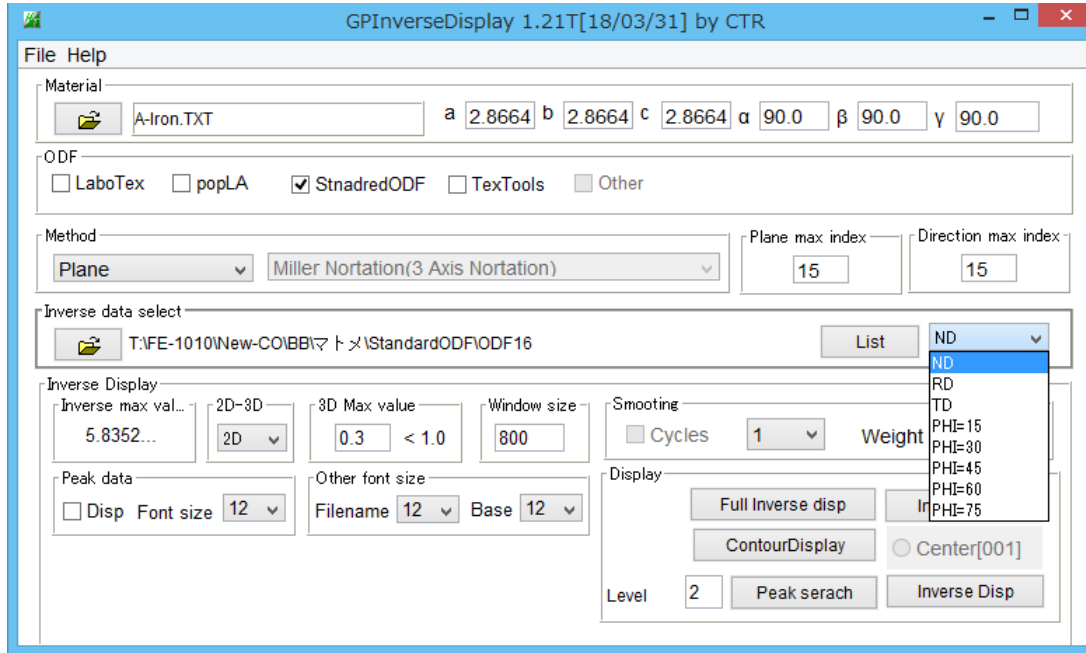 GPInverseDisplay 1.21T[18/03/31] by CTR
File Help
Material
A-Iron.TXT a 2.8664 b 2.8664 c 2.8664 α 90.0 β 90.0 γ 90.0
ODF
LaboTex popLA StnadredODF TexTools Other
Method Plane max index Direction max index
Plane Miller Nortation(3 Axis Nortation) 15 15
Inverse data select
T:\FE-1010\New-CO\BB\マトメ\StandardODF\ODF16 List ND
ND
RD
TD
PHI=15
PHI=30
PHI=45
PHI=60
PHI=75
Inverse Display
Inverse max val... 2D-3D 3D Max value Window size Smooting
5.8352... 2D 0.3 < 1.0 800 Cycles 1 Weight
Peak data Other font size Display
Disp Font size 12 Filename 12 Base 12 Full Inverse disp
ContourDisplay Center[001]
Level 2 Peak serach Inverse Disp